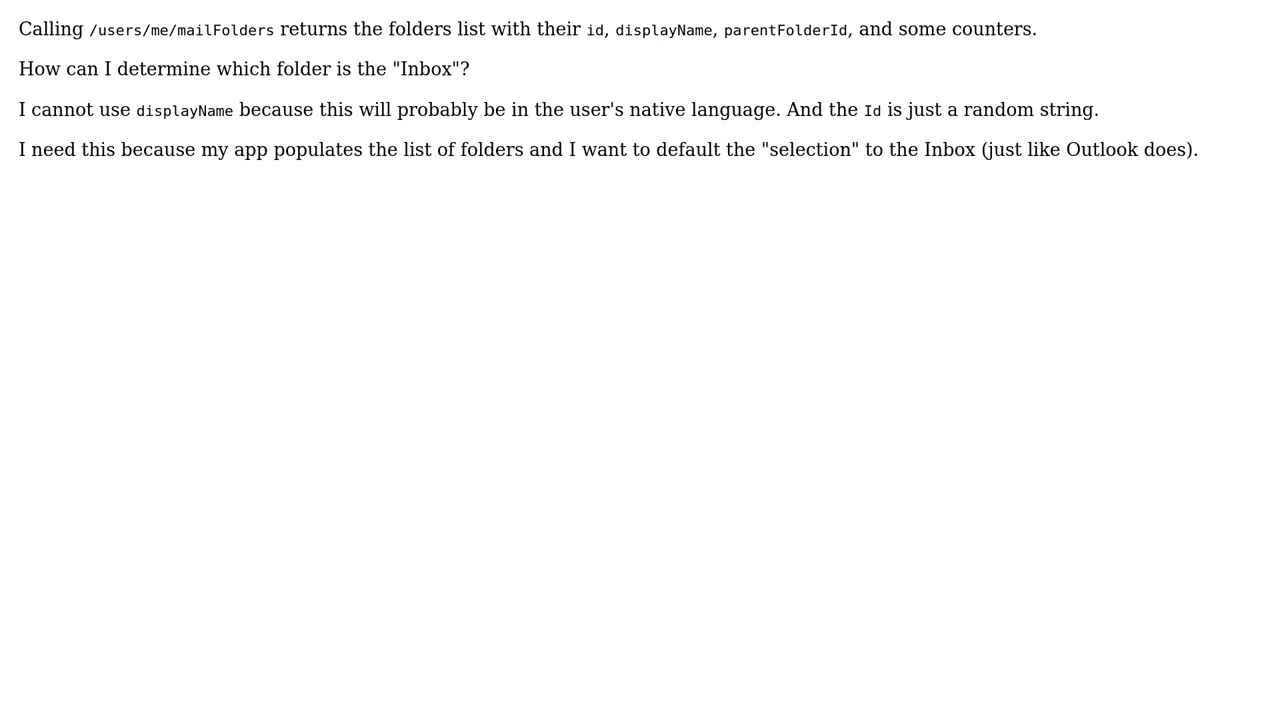 Calling /users/me/mailFolders returns the folders list with their id, displayName, parentFolderId, and some counters.
How can I determine which folder is the "Inbox"?
I cannot use displayName because this will probably be in the user's native language. And the Id is just a random string.
I need this because my app populates the list of folders and I want to default the "selection" to the Inbox (just like Outlook does).